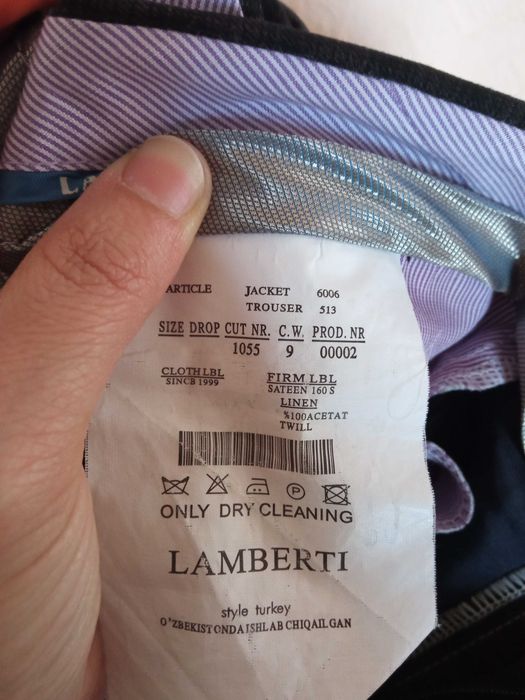 ARTICLE JACKET 6006
TROUSER 513
SIZE DROP CUT NR. C.W. PROD. NR
1055 9 00002
CLOTH LBL FIRM LBL
SINCB 1999 SATEEN 160 S
LINEN
%100ACETAT
TWILL
P
ONLY DRY CLEANING
LAMBERTI
style turkey
O'ZBEKISTONDA ISHLAB CHIQAILGAN